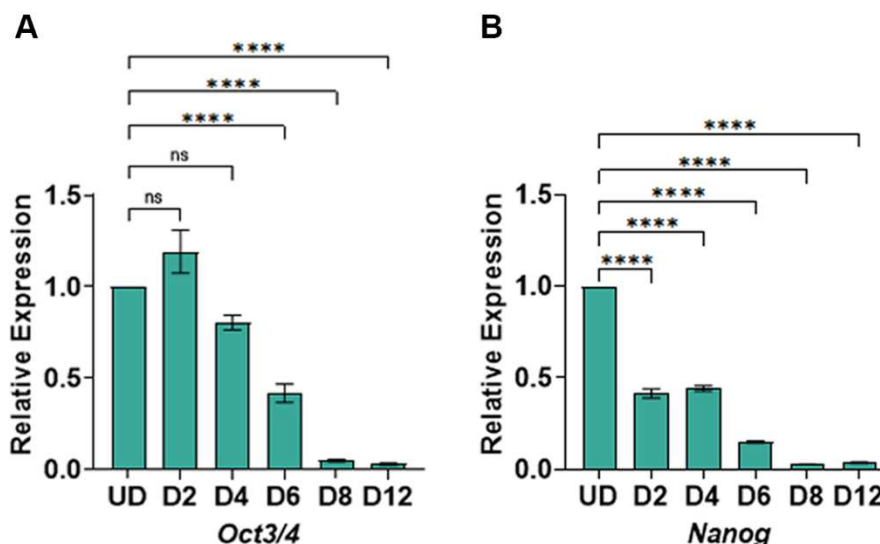 A
****
****
****
ns
ns
Relative Expression
1.5
1.0
0.5
0.0
UD D2 D4 D6 D8 D12
Oct3/4
B
****
****
****
****
****
Relative Expression
1.5
1.0
0.5
0.0
UD D2 D4 D6 D8 D12
Nanog